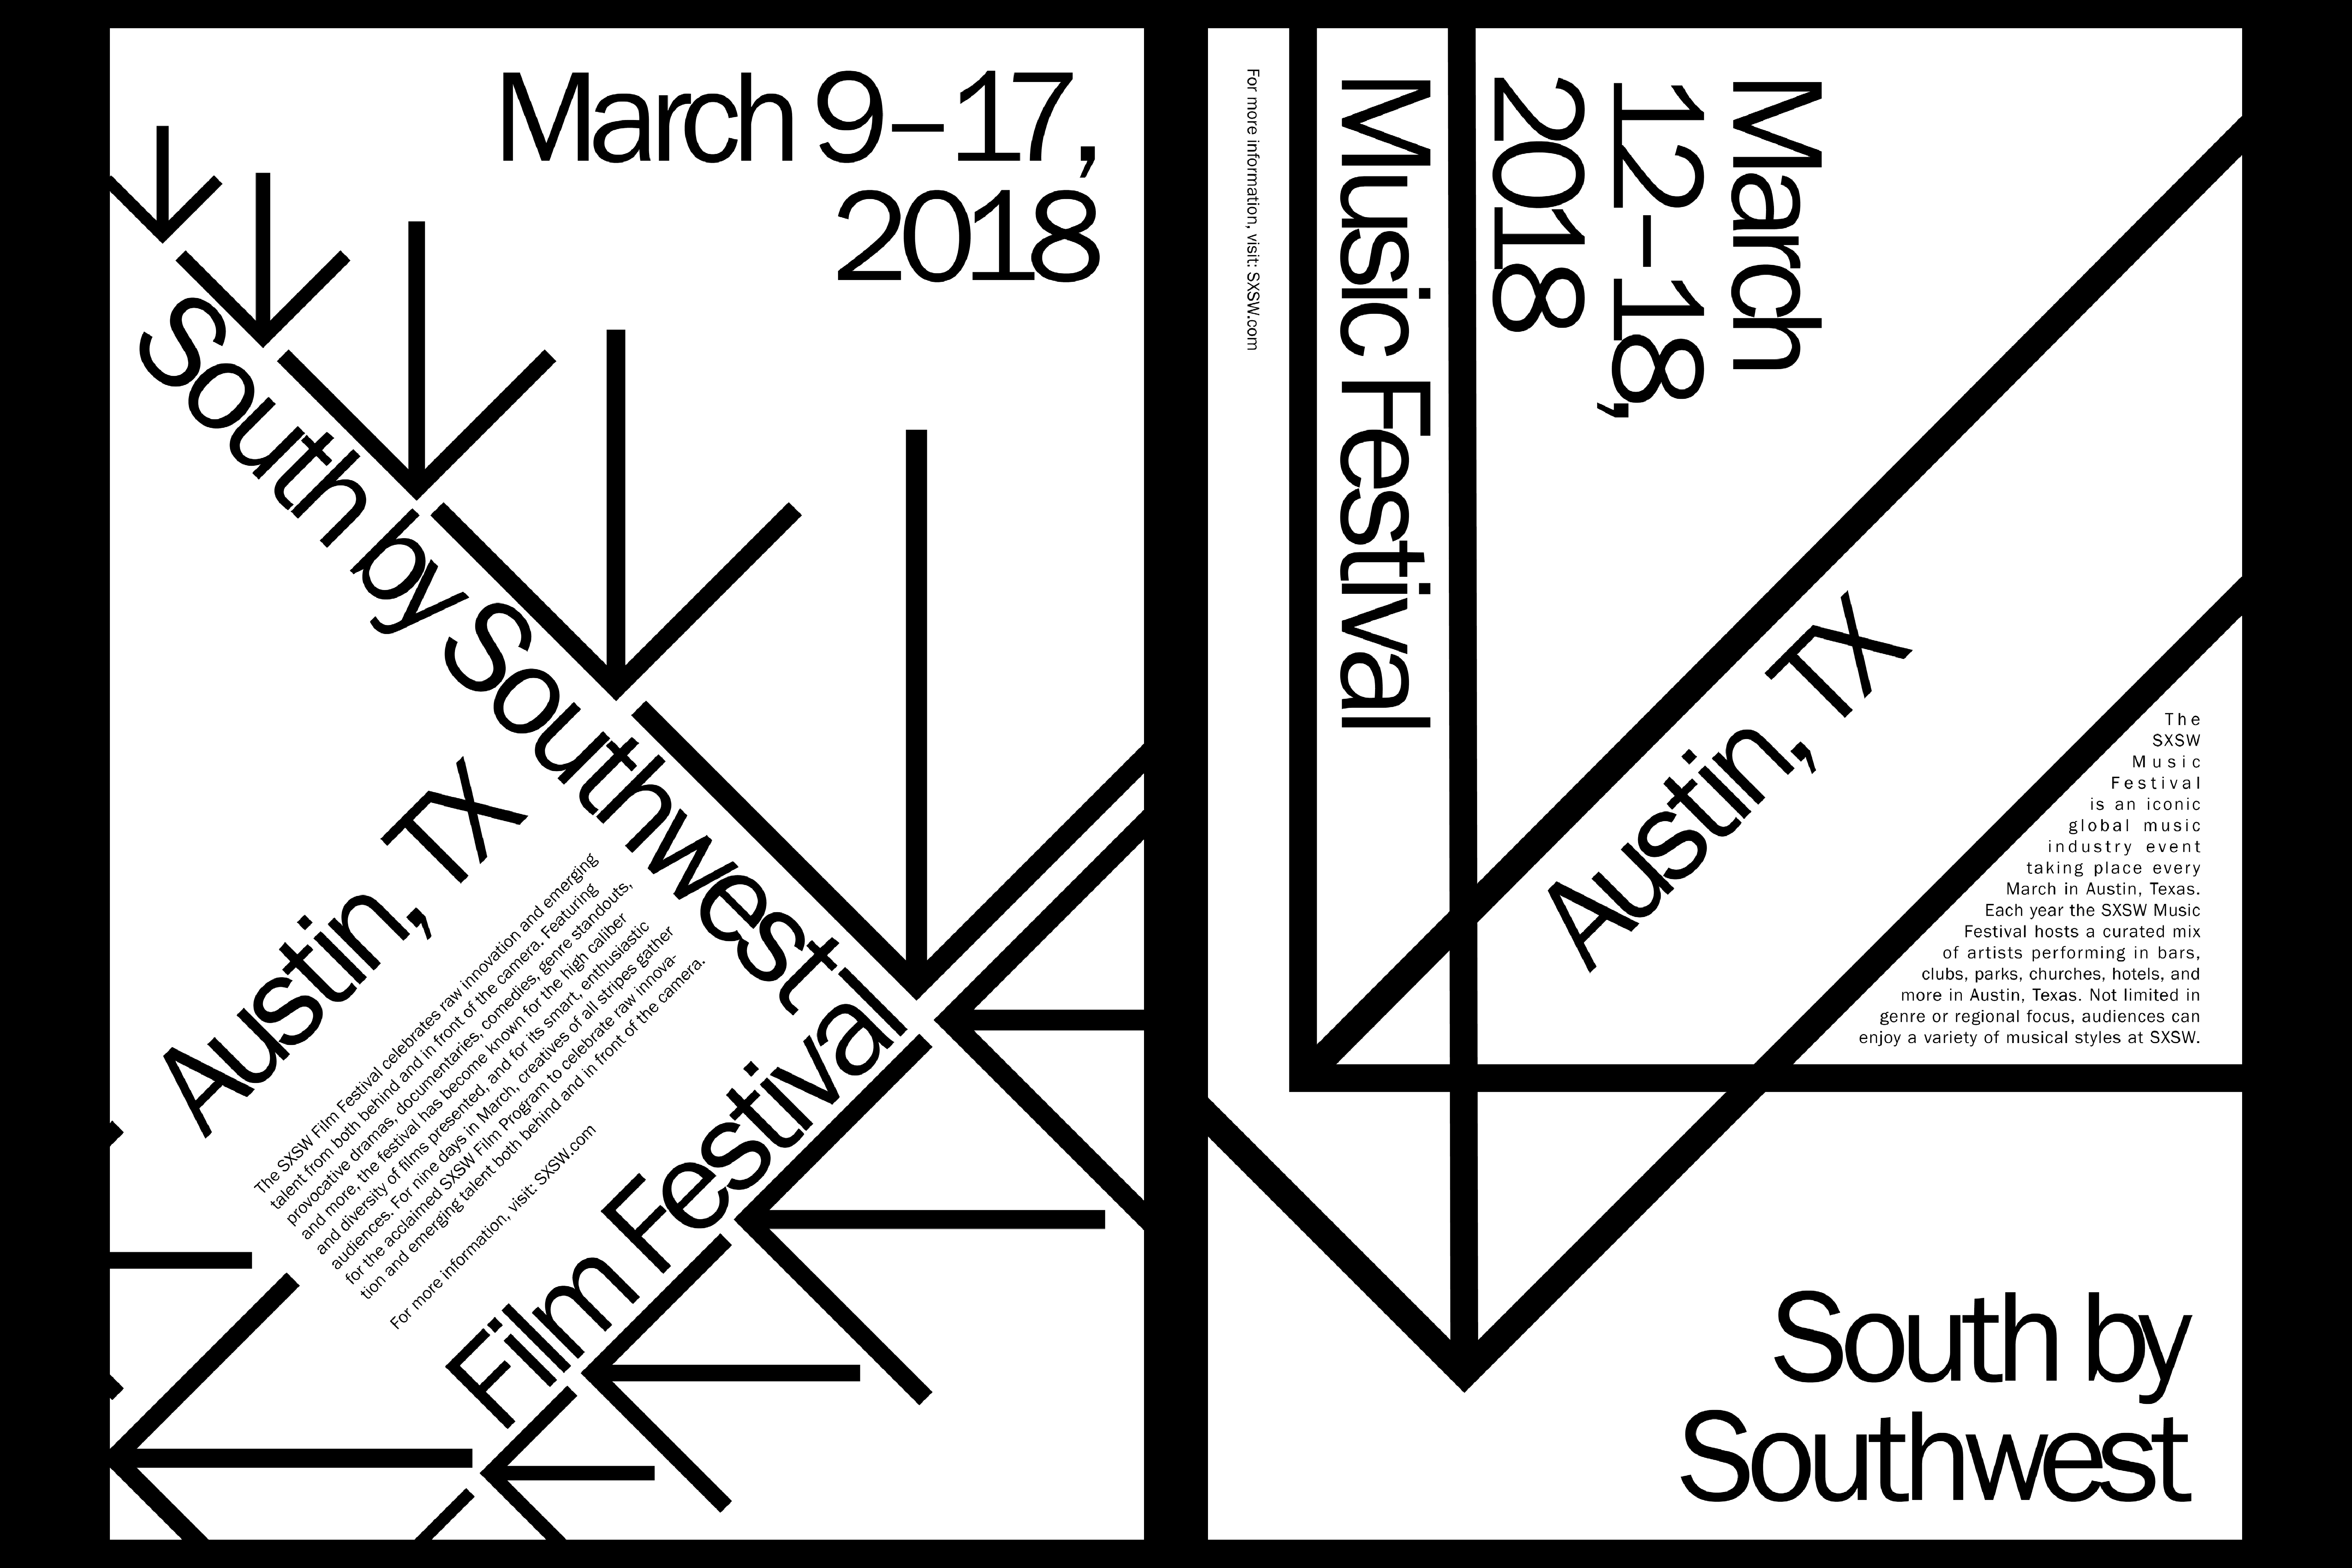 March 9–17,
2018
South by Southwest
Film Festival
Austin, TX
The SXSW Film Festival celebrates raw innovation and emerging
talent from both behind and in front of the camera. Featuring
provocative dramas, documentaries, comedies, genre standouts,
and more, the festival has become known for the high caliber
and diversity of films presented, and for its smart, enthusiastic
audiences. For nine days in March, creatives of all stripes gather
for the acclaimed SXSW Film Program to celebrate raw innova-
tion and emerging talent both behind and in front of the camera.
For more information, visit: SXSW.com
March
12–18,
2018
Music Festival
For more information, visit: SXSW.com
Austin, TX
The
SXSW
Music
Festival
is an iconic
global music
industry event
taking place every
March in Austin, Texas.
Each year the SXSW Music
Festival hosts a curated mix
of artists performing in bars,
clubs, parks, churches, hotels, and
more in Austin, Texas. Not limited in
genre or regional focus, audiences can
enjoy a variety of musical styles at SXSW.
South by
Southwest